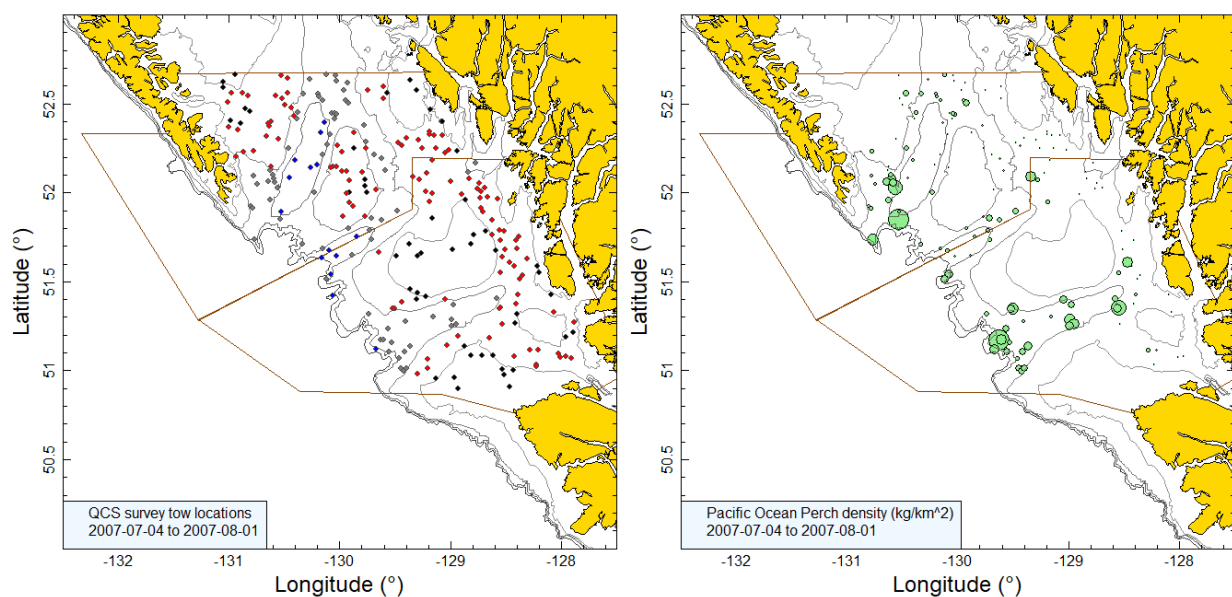 52.5
52
51.5
51
50.5
Latitude (°)
QCS survey tow locations
2007-07-04 to 2007-08-01
-132
-131
-130
-129
-128
Longitude (°)
52.5
52
51.5
51
50.5
Latitude (°)
Pacific Ocean Perch density (kg/km^2)
2007-07-04 to 2007-08-01
-132
-131
-130
-129
-128
Longitude (°)